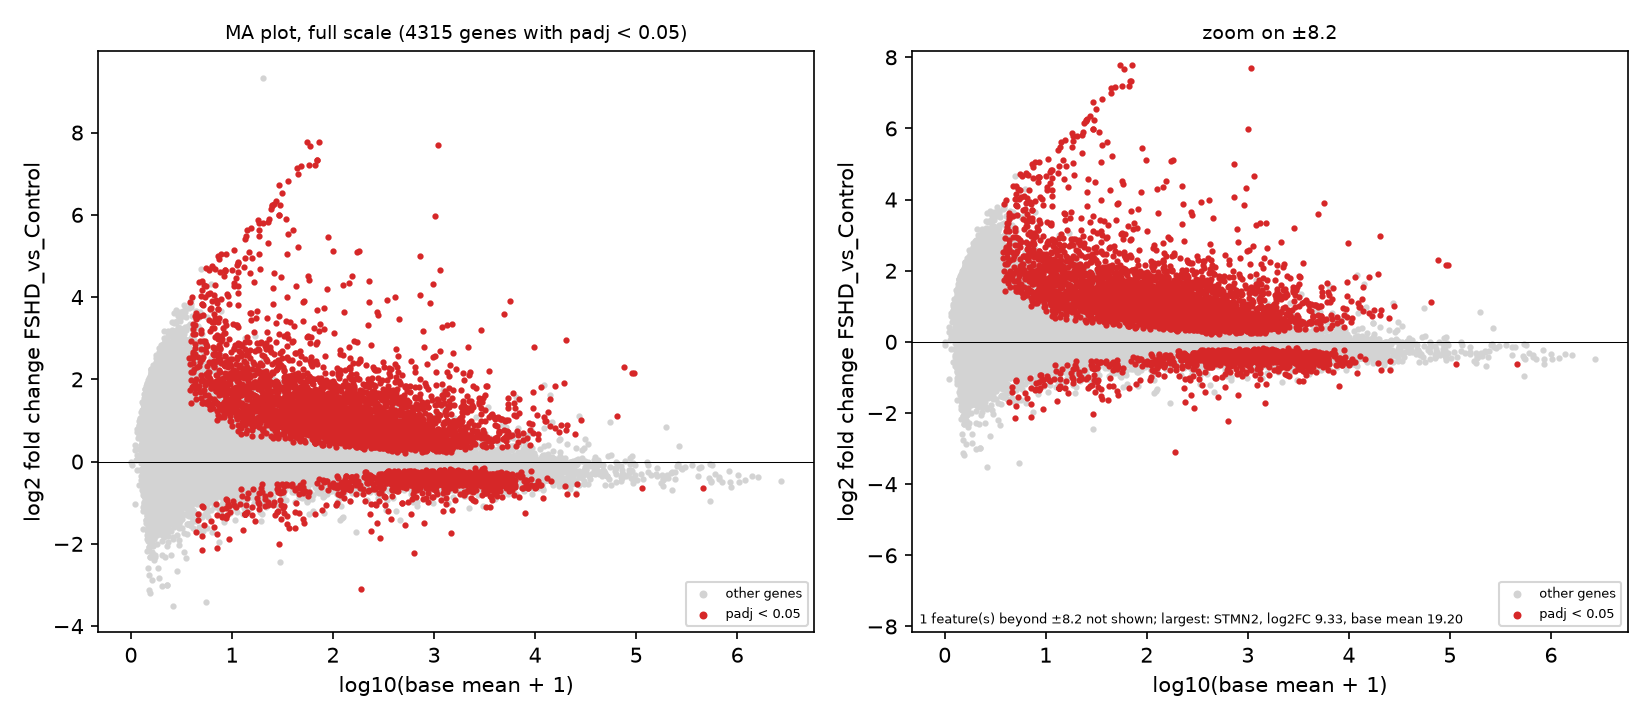 MA plot, full scale (4315 genes with padj < 0.05)
log2 fold change FSHD_vs_Control
8
6
4
2
0
−2
−4
0 1 2 3 4 5 6
log10(base mean + 1)
other genes
padj < 0.05
zoom on ±8.2
log2 fold change FSHD_vs_Control
8
6
4
2
0
−2
−4
−6
−8
1 feature(s) beyond ±8.2 not shown; largest: STMN2, log2FC 9.33, base mean 19.20
other genes
padj < 0.05
0 1 2 3 4 5 6
log10(base mean + 1)